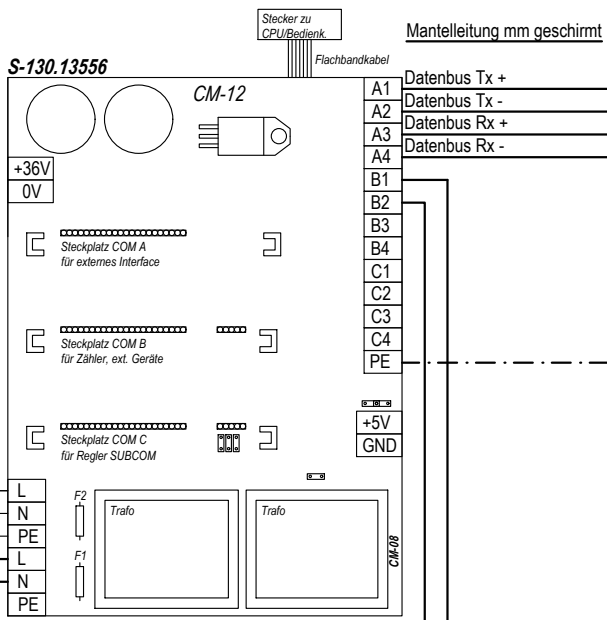 Stecker zu
CPU/Bedienk.
Mantelleitung mm geschirmt
Flachbandkabel
S-130.13556
CM-12
A1
Datenbus Tx +
A2
Datenbus Tx -
A3
Datenbus Rx +
A4
Datenbus Rx -
+36V
0V
B1
B2
B3
B4
C1
C2
C3
C4
PE
Steckplatz COM A
für externes Interface
Steckplatz COM B
für Zähler, ext. Geräte
Steckplatz COM C
für Regler SUBCOM
+5V
GND
L
N
PE
L
N
PE
F2
F1
Trafo
Trafo
CM-08